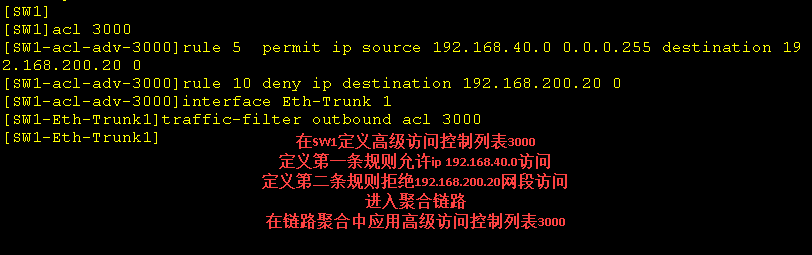 [SW1]
[SW1]acl 3000
[SW1-acl-adv-3000]rule 5  permit ip source 192.168.40.0 0.0.0.255 destination 19
2.168.200.20 0
[SW1-acl-adv-3000]rule 10 deny ip destination 192.168.200.20 0
[SW1-acl-adv-3000]interface Eth-Trunk 1
[SW1-Eth-Trunk1]traffic-filter outbound acl 3000
[SW1-Eth-Trunk1]
在SW1定义高级访问控制列表3000
定义第一条规则允许ip 192.168.40.0访问
定义第二条规则拒绝192.168.200.20网段访问
进入聚合链路
在链路聚合中应用高级访问控制列表3000